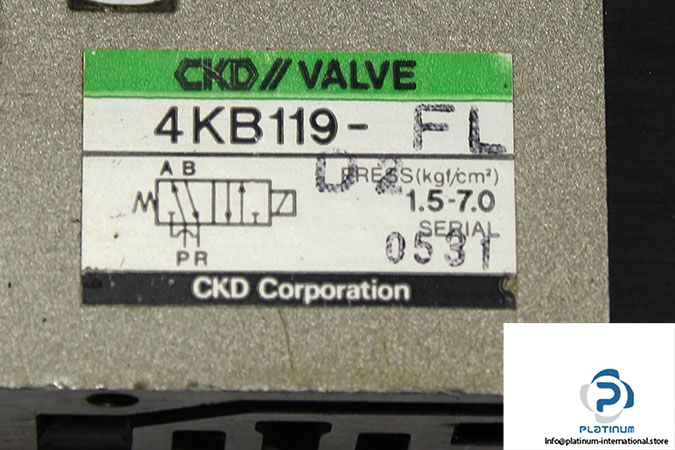 CKD// VALVE
4KB119- FL
D2
PRESS(kgf/cm²)
A B
1.5-7.0
SERIAL
0531
P R
CKD Corporation
PLATINUM
Info@platinum-international.store